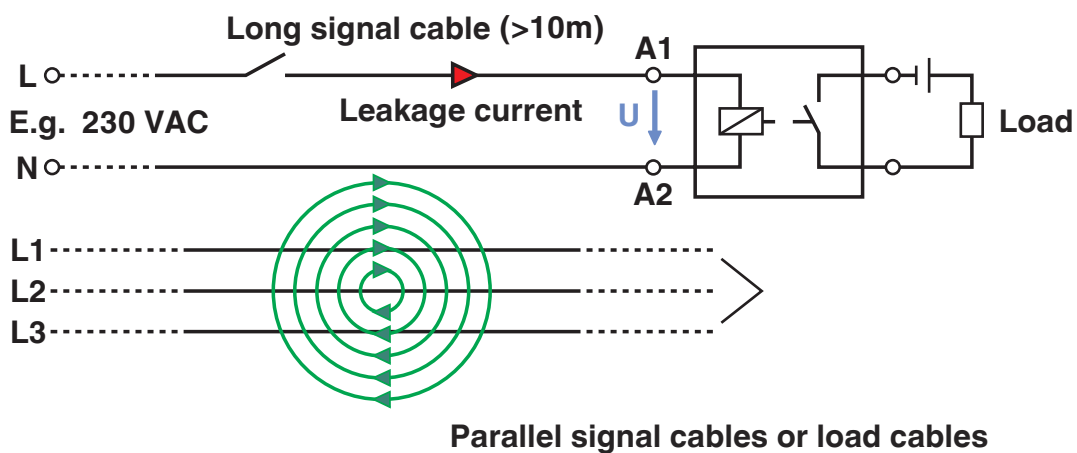 Long signal cable (>10m)
A1
L
Leakage current
U
E.g. 230 VAC
Load
N
A2
L1
L2
L3
Parallel signal cables or load cables